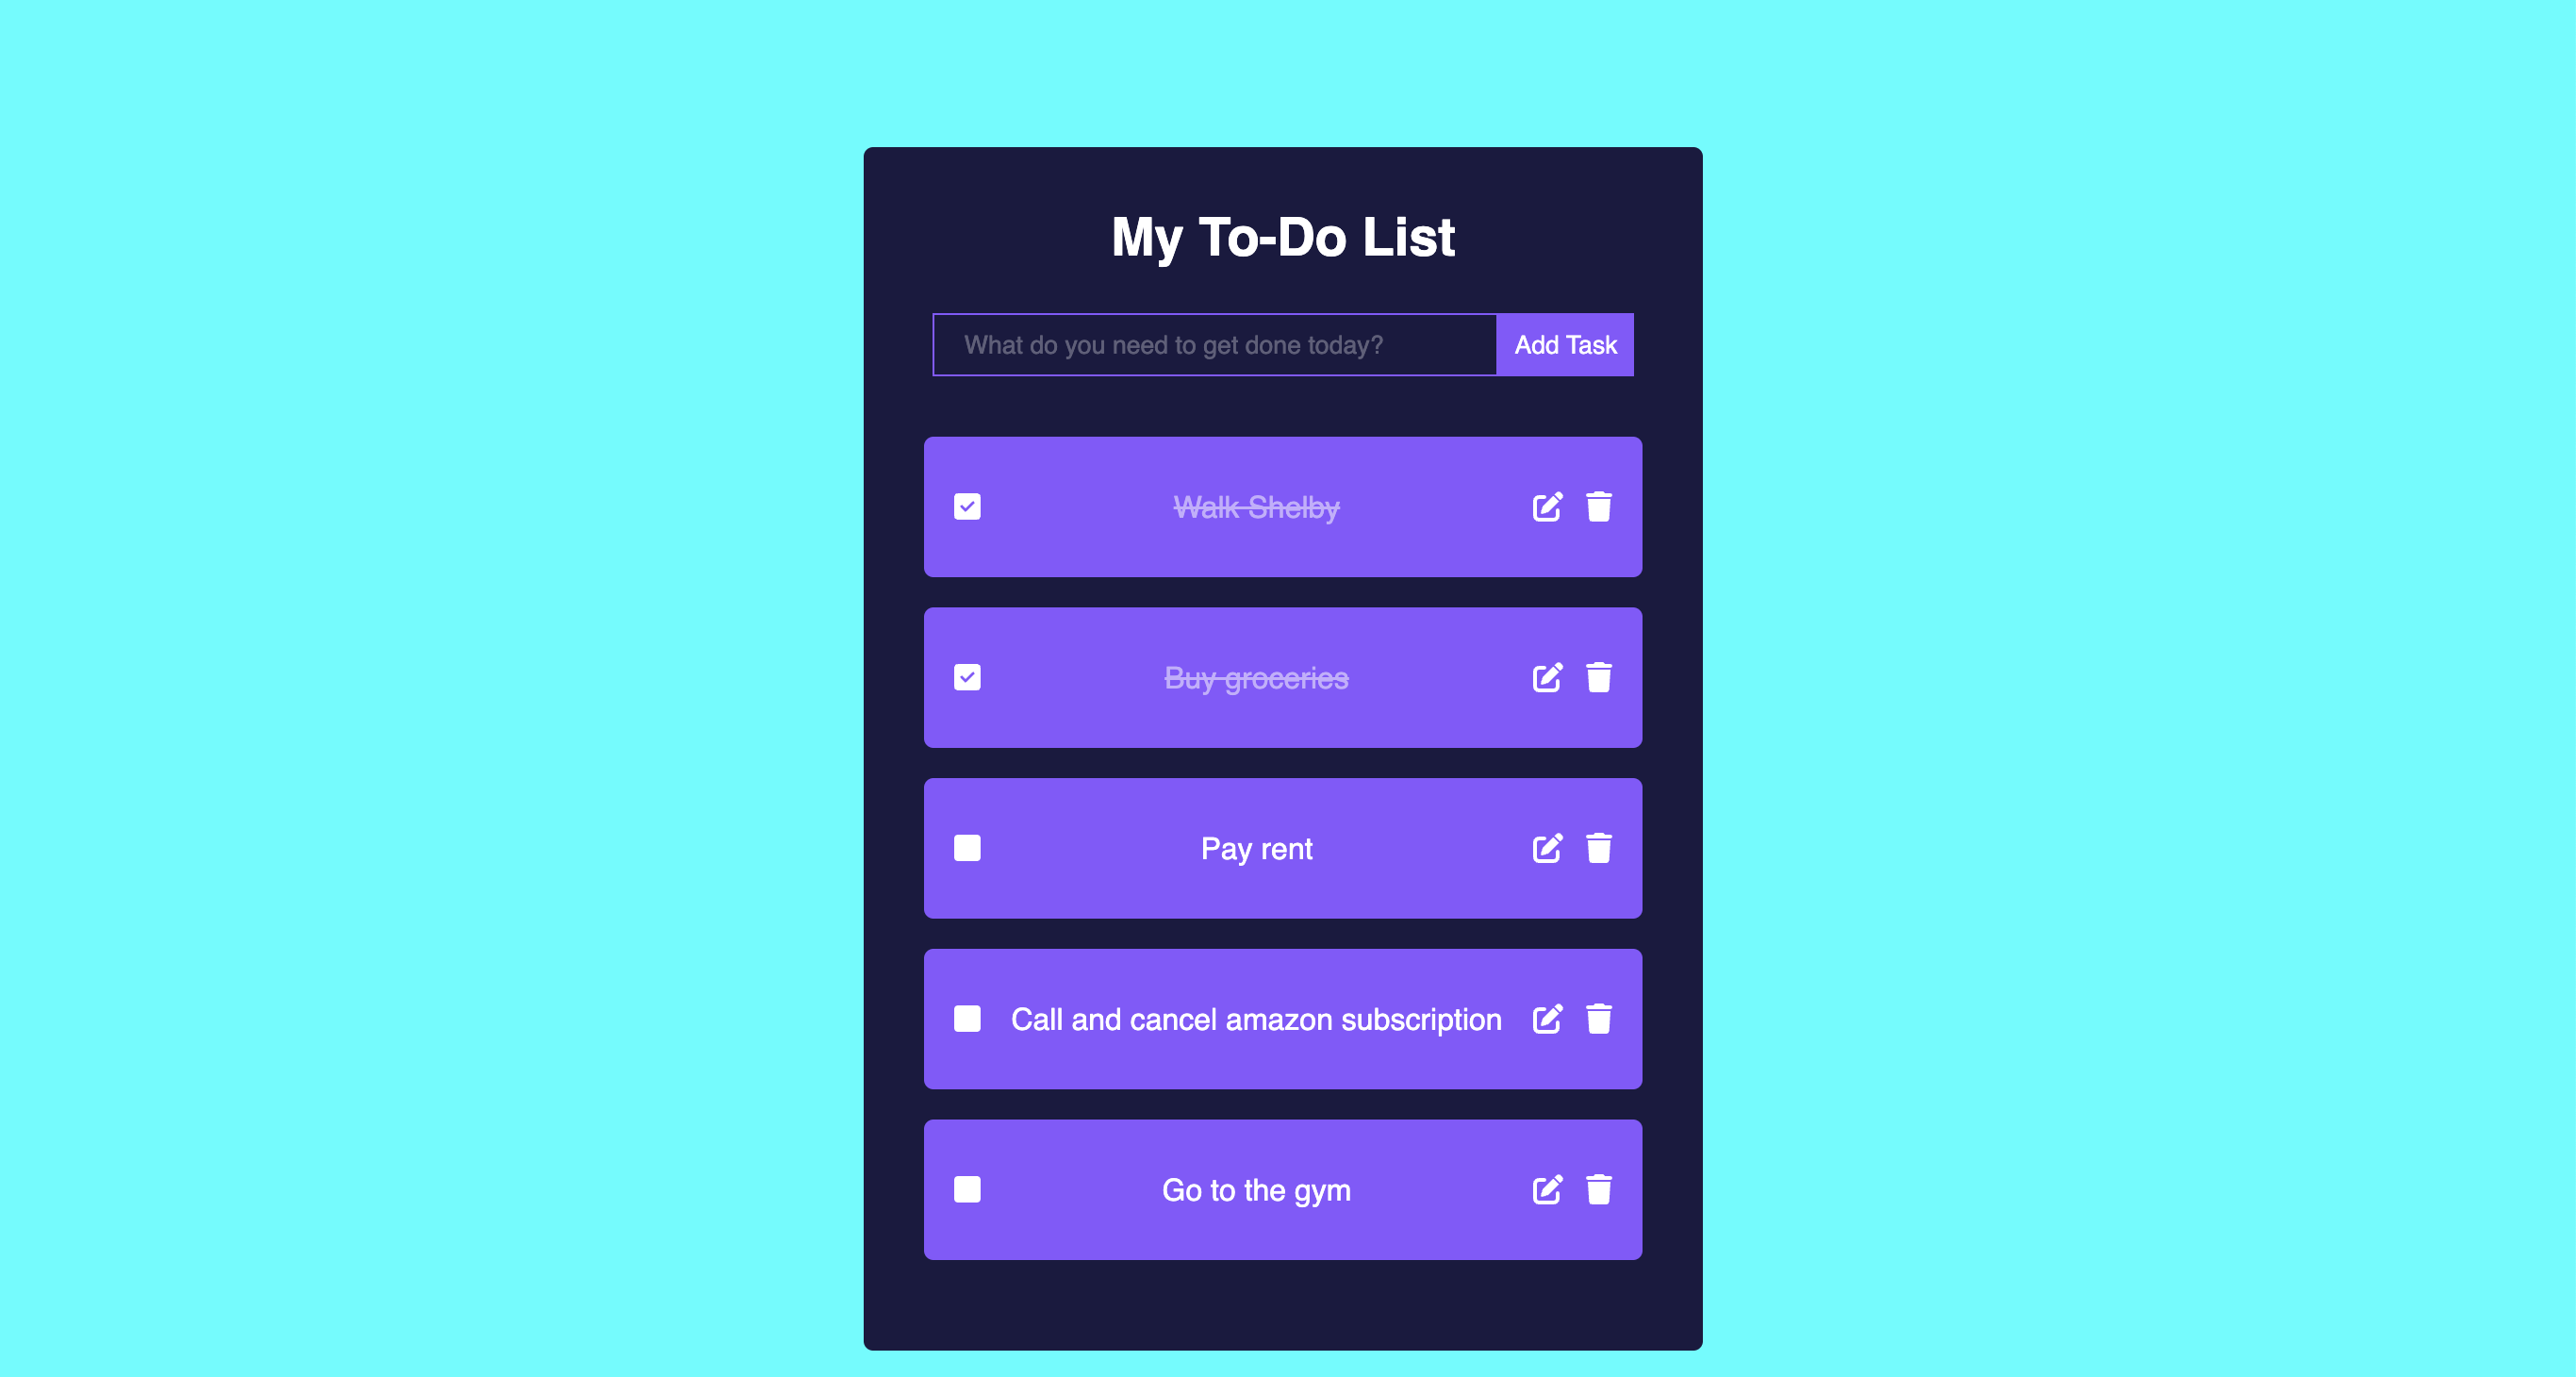 My To-Do List
What do you need to get done today?
Add Task
Walk Shelby
Buy groceries
Pay rent
Call and cancel amazon subscription
Go to the gym